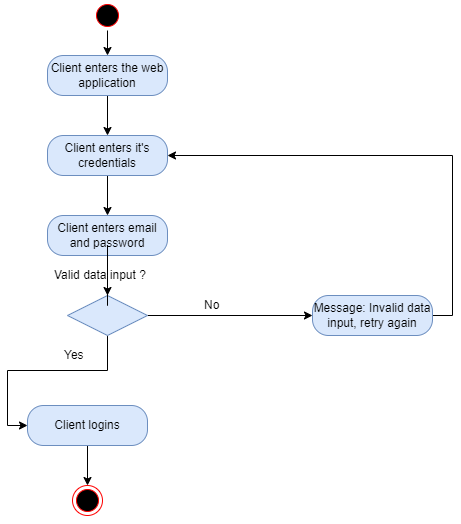 Client enters the web
application
Client enters it's
credentials
Client enters email
and password
Valid data input ?
No
Message: Invalid data
input, retry again
Yes
Client logins